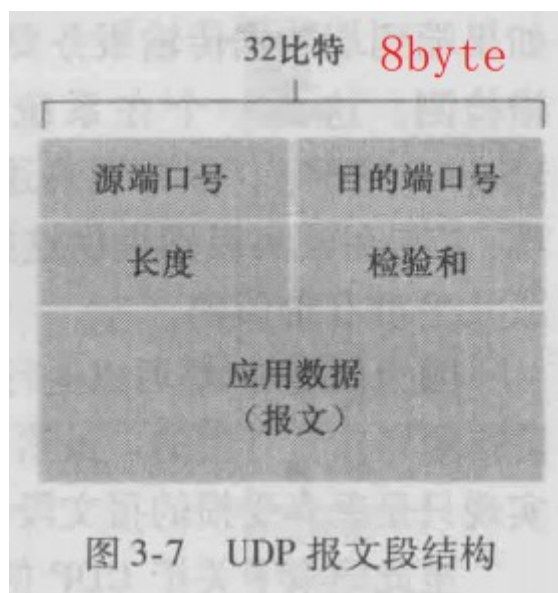 32比特 8byte
源端口号 目的端口号
长度 检验和
应用数据
（报文）
图 3-7 UDP 报文段结构